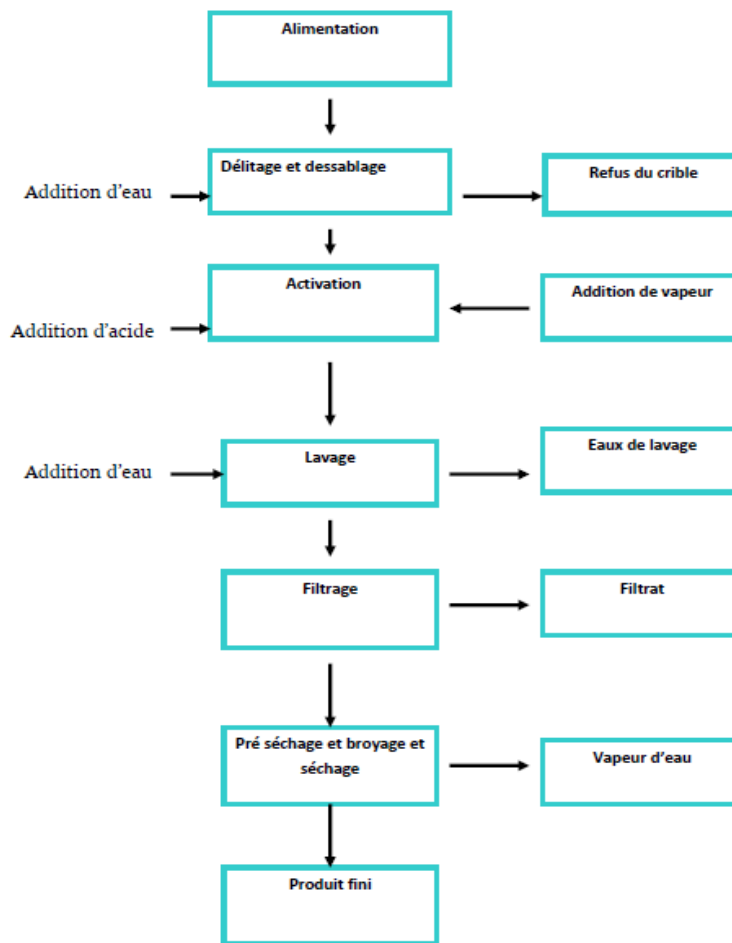 Alimentation
Délitage et dessablage
Refus du crible
Addition d'eau
Activation
Addition de vapeur
Addition d'acide
Lavage
Eaux de lavage
Addition d'eau
Filtrage
Filtrat
Pré séchage et broyage et
séchage
Vapeur d'eau
Produit fini